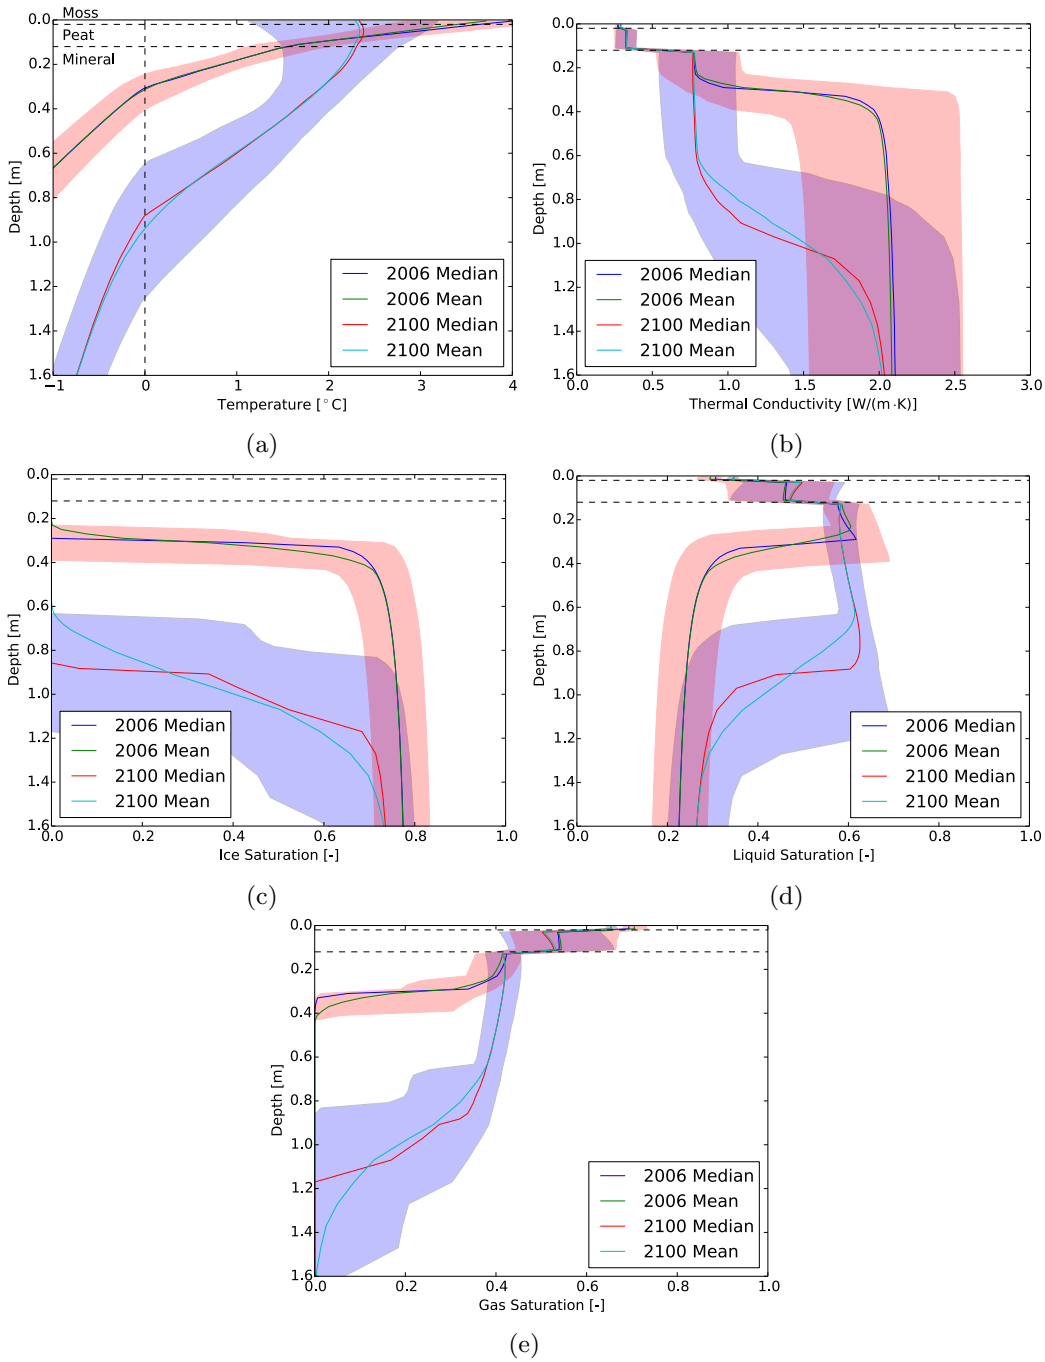 Moss
Peat
Mineral
0.0
0.2
0.4
0.6
0.8
1.0
1.2
1.4
1.6
Depth [m]
2006 Median
2006 Mean
2100 Median
2100 Mean
−1 0 1 2 3 4
Temperature [°C]
(a)
0.0
0.2
0.4
0.6
0.8
1.0
1.2
1.4
1.6
Depth [m]
2006 Median
2006 Mean
2100 Median
2100 Mean
0.0 0.5 1.0 1.5 2.0 2.5 3.0
Thermal Conductivity [W/(m·K)]
(b)
0.0
0.2
0.4
0.6
0.8
1.0
1.2
1.4
1.6
Depth [m]
2006 Median
2006 Mean
2100 Median
2100 Mean
0.0 0.2 0.4 0.6 0.8 1.0
Ice Saturation [-]
(c)
0.0
0.2
0.4
0.6
0.8
1.0
1.2
1.4
1.6
Depth [m]
2006 Median
2006 Mean
2100 Median
2100 Mean
0.0 0.2 0.4 0.6 0.8 1.0
Liquid Saturation [-]
(d)
0.0
0.2
0.4
0.6
0.8
1.0
1.2
1.4
1.6
Depth [m]
2006 Median
2006 Mean
2100 Median
2100 Mean
0.0 0.2 0.4 0.6 0.8 1.0
Gas Saturation [-]
(e)